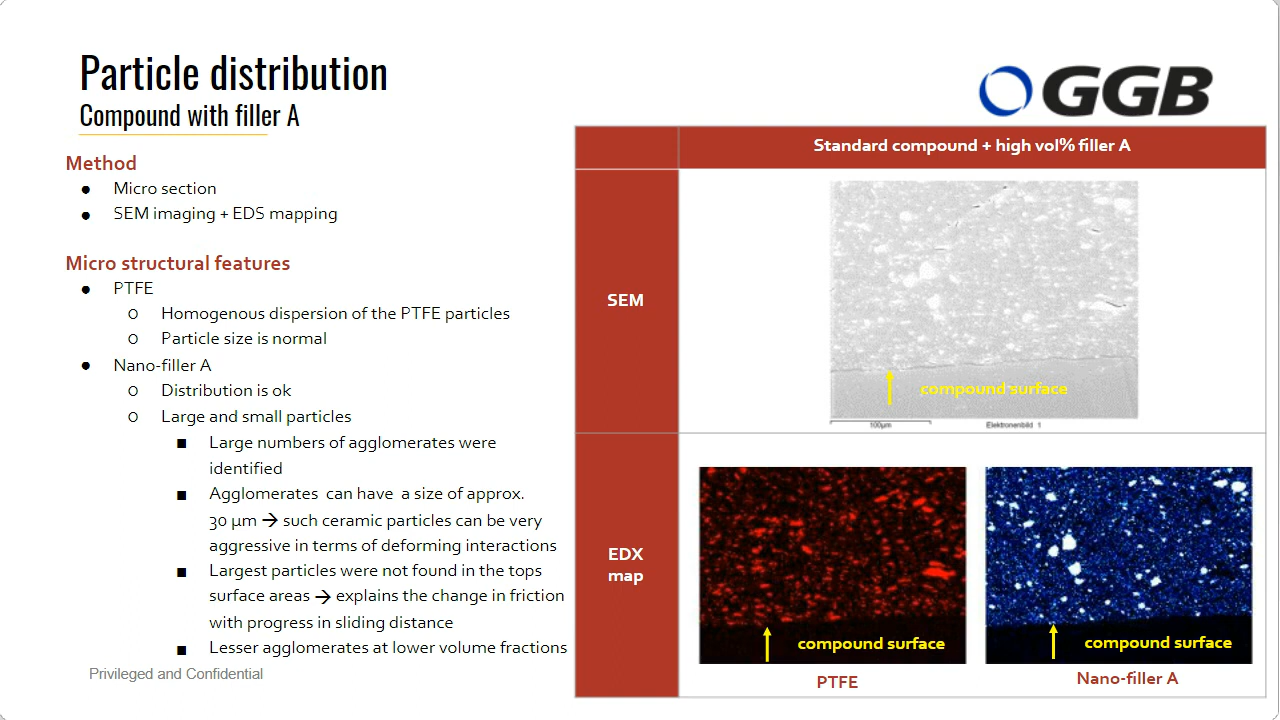 Particle distribution
Compound with filler A
GGB
Method
● Micro section
● SEM imaging + EDS mapping
Micro structural features
● PTFE
o Homogenous dispersion of the PTFE particles
o Particle size is normal
● Nano-filler A
o Distribution is ok
o Large and small particles
■ Large numbers of agglomerates were
identified
■ Agglomerates can have a size of approx.
30 µm → such ceramic particles can be very
aggressive in terms of deforming interactions
■ Largest particles were not found in the tops
surface areas → explains the change in friction
with progress in sliding distance
■ Lesser agglomerates at lower volume fractions
Privileged and Confidential
Standard compound + high vol% filler A
SEM
compound surface
100µm
Elektronenbild 1
EDX
map
compound surface
PTFE
compound surface
Nano-filler A